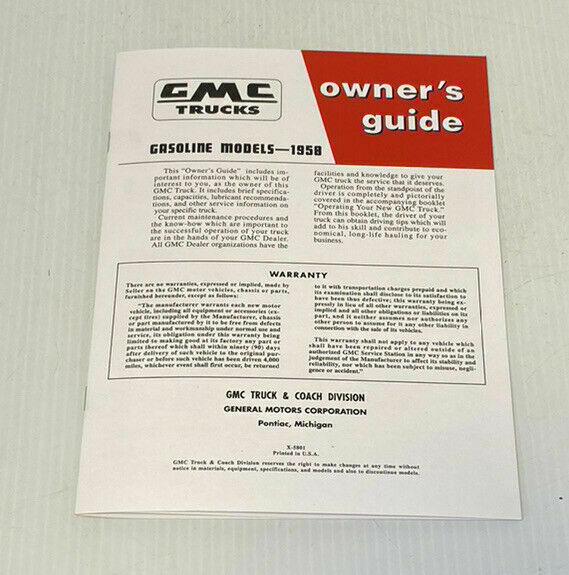 GMC
TRUCKS
owner's
guide
GASOLINE MODELS—1958
This "Owner's Guide" includes im-
portant information which will be of
interest to you, as the owner of this
GMC Truck. It includes brief specifica-
tions, capacities, lubricant recommenda-
tions, and other service information on
your specific truck.
Current maintenance procedures and
the know-how which are important to
the successful operation of your truck
are in the hands of your GMC Dealer.
All GMC Dealer organizations have the
facilities and knowledge to give your
GMC truck the service that it deserves.
Operation from the standpoint of the
driver is completely and pictorially
covered in the accompanying booklet
"Operating Your New GMC Truck."
From this booklet, the driver of your
truck can obtain driving tips which will
add to his skill and contribute to eco-
nomical, long-life hauling for your
business.
WARRANTY
There are no warranties, expressed or implied, made by
Seller on the GMC motor vehicles, chassis or parts,
furnished hereunder, except as follows:
"The manufacturer warrants each new motor
vehicle, including all equipment or accessories (ex-
cept tires) supplied by the Manufacturer, chassis
or part manufactured by it to be free from defects
in material and workmanship under normal use and
service, its obligation under this warranty being
limited to making good at its factory any part or
parts thereof which shall within ninety (90) days
after delivery of such vehicle to the original pur-
chaser or before such vehicle has been driven 4,000
miles, whichever event shall first occur, be returned
to it with transportation charges prepaid and which
its examination shall disclose to its satisfaction to
have been thus defective; this warranty being ex-
pressly in lieu of all other warranties, expressed or
implied and all other obligations or liabilities on its
part, and it neither assumes nor authorizes any
other person to assume for it any other liability in
connection with the sale of its vehicles.
This warranty shall not apply to any vehicle which
shall have been repaired or altered outside of an
authorized GMC Service Station in any way so as in the
judgement of the Manufacturer to affect its stability and
reliability, nor which has been subject to misuse, negli-
gence or accident."
GMC TRUCK & COACH DIVISION
GENERAL MOTORS CORPORATION
Pontiac, Michigan
X-5801
Printed in U.S.A.
GMC Truck & Coach Division reserves the right to make changes at any time without
notice in materials, equipment, specifications, and models and also to discontinue models.